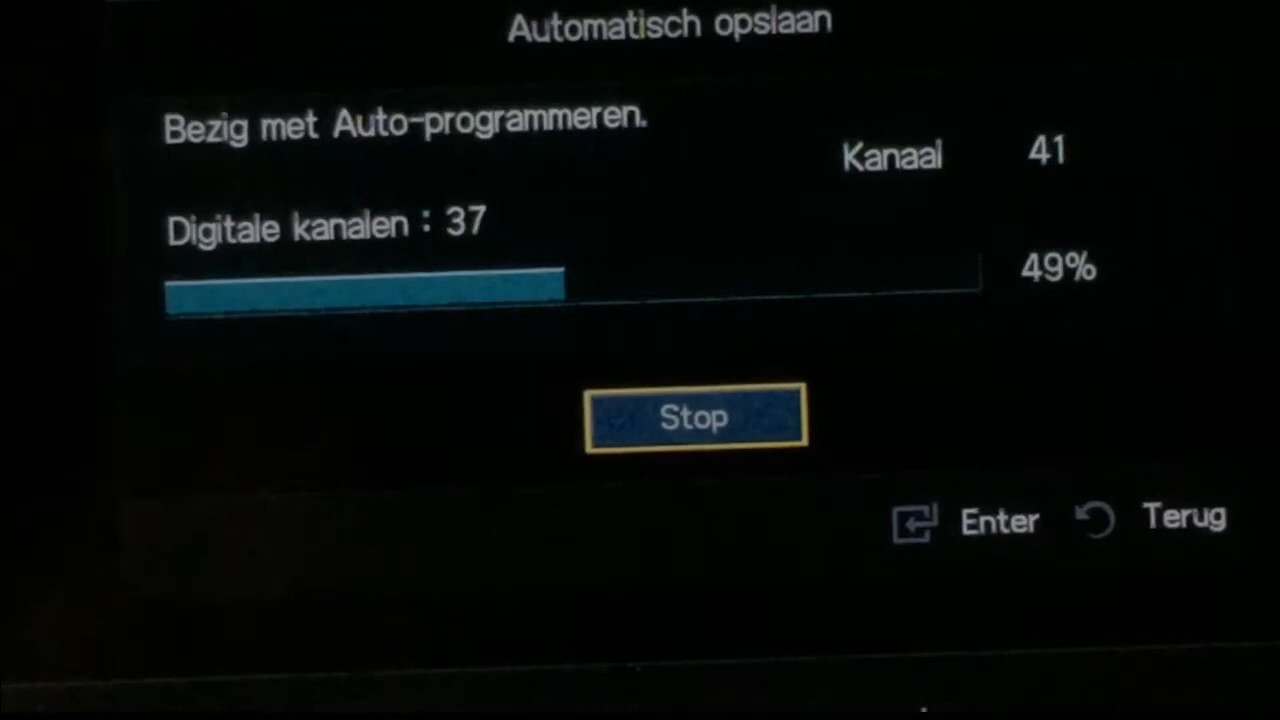 Automatisch opslaan
Bezig met Auto-programmeren.
Kanaal 41
Digitale kanalen : 37
49%
Stop
Enter Terug